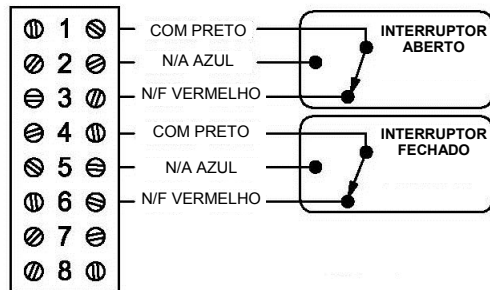 1 COM PRETO
2 N/A AZUL
3 N/F VERMELHO
INTERRUPTOR
ABERTO
4 COM PRETO
5 N/A AZUL
6 N/F VERMELHO
INTERRUPTOR
FECHADO
7
8